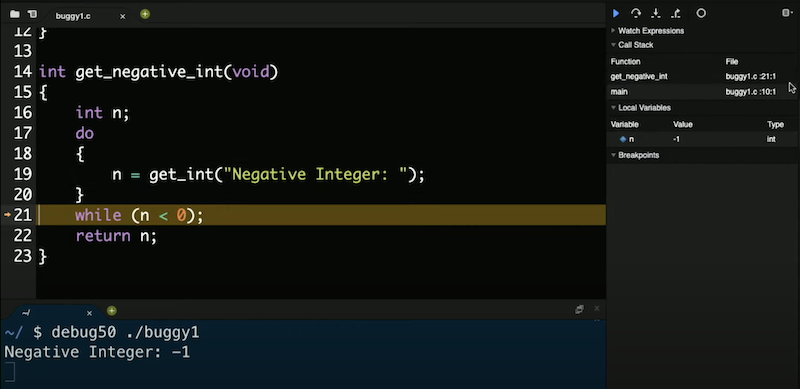 buggy1.c
12 }
13
14 int get_negative_int(void)
15 {
16 int n;
17 do
18 {
19 n = get_int("Negative Integer: ");
20 }
21 while (n < 0);
22 return n;
23 }
~/
~/ $ debug50 ./buggy1
Negative Integer: -1
Watch Expressions
Call Stack
Function File
get_negative_int buggy1.c :21:1
main buggy1.c :10:1
Local Variables
Variable Value Type
n -1 int
Breakpoints